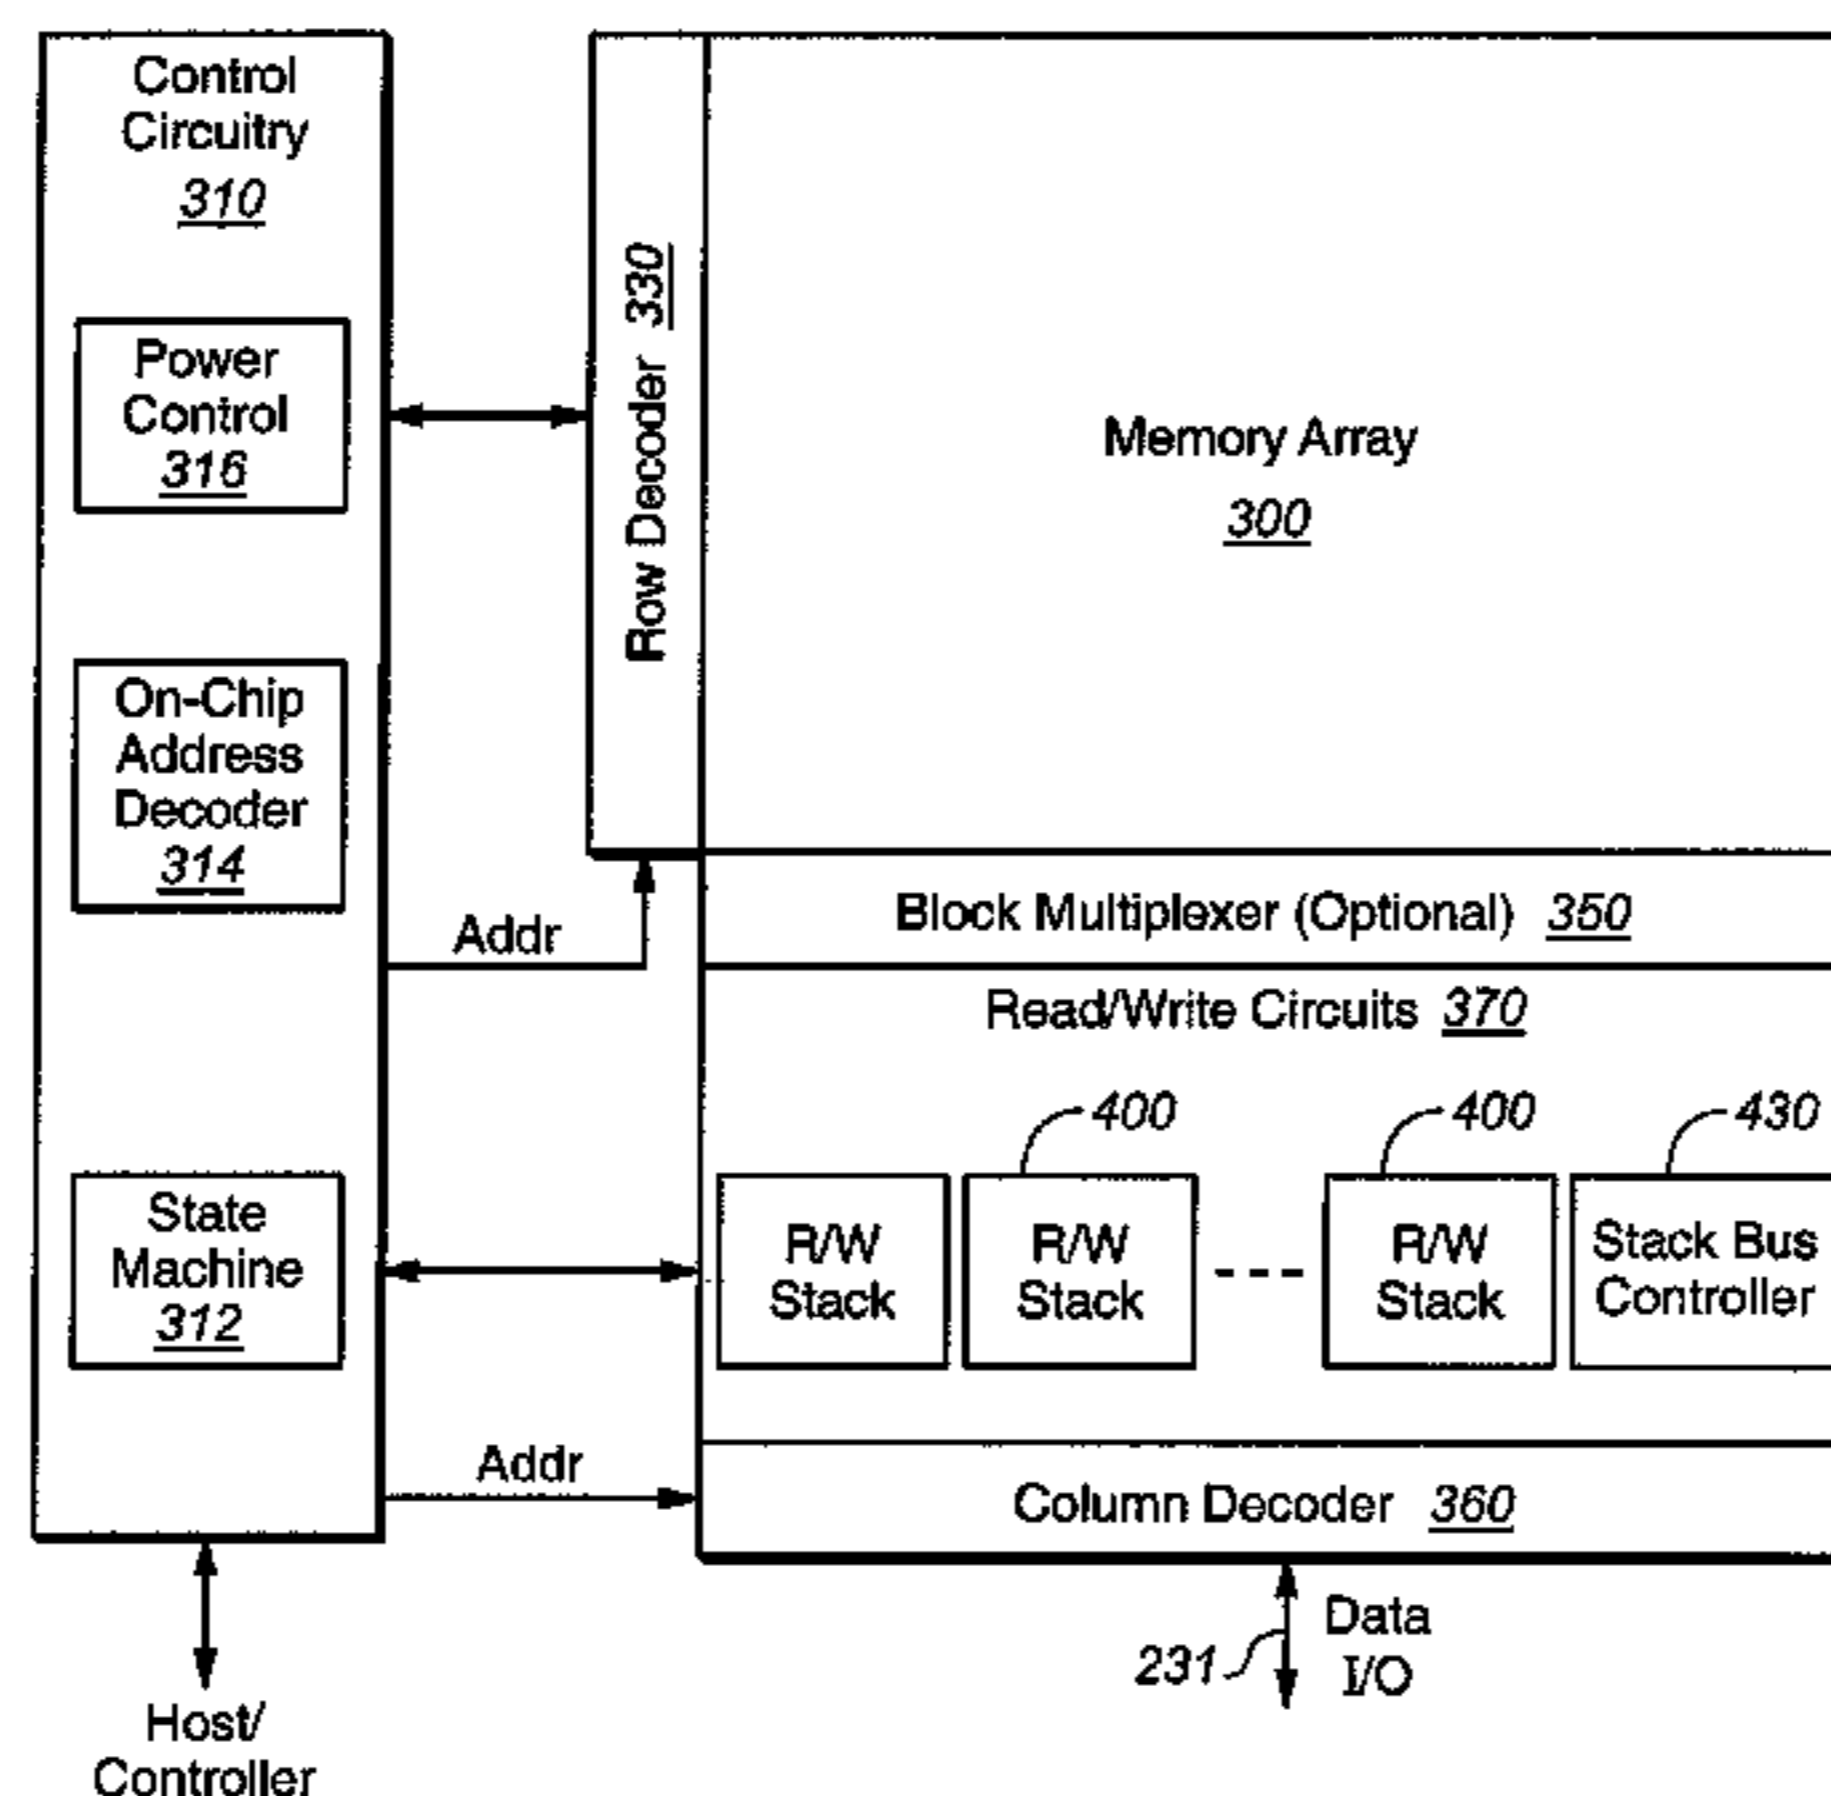 Control
Circuitry
310
Power
Control
316
On-Chip
Address
Decoder
314
State
Machine
312
Host/
Controller
Addr
Addr
Row Decoder 330
Memory Array
300
Block Multiplexer (Optional) 350
Read/Write Circuits 370
400
400
430
R/W
Stack
R/W
Stack
R/W
Stack
Stack Bus
Controller
Column Decoder 360
231
Data
I/O